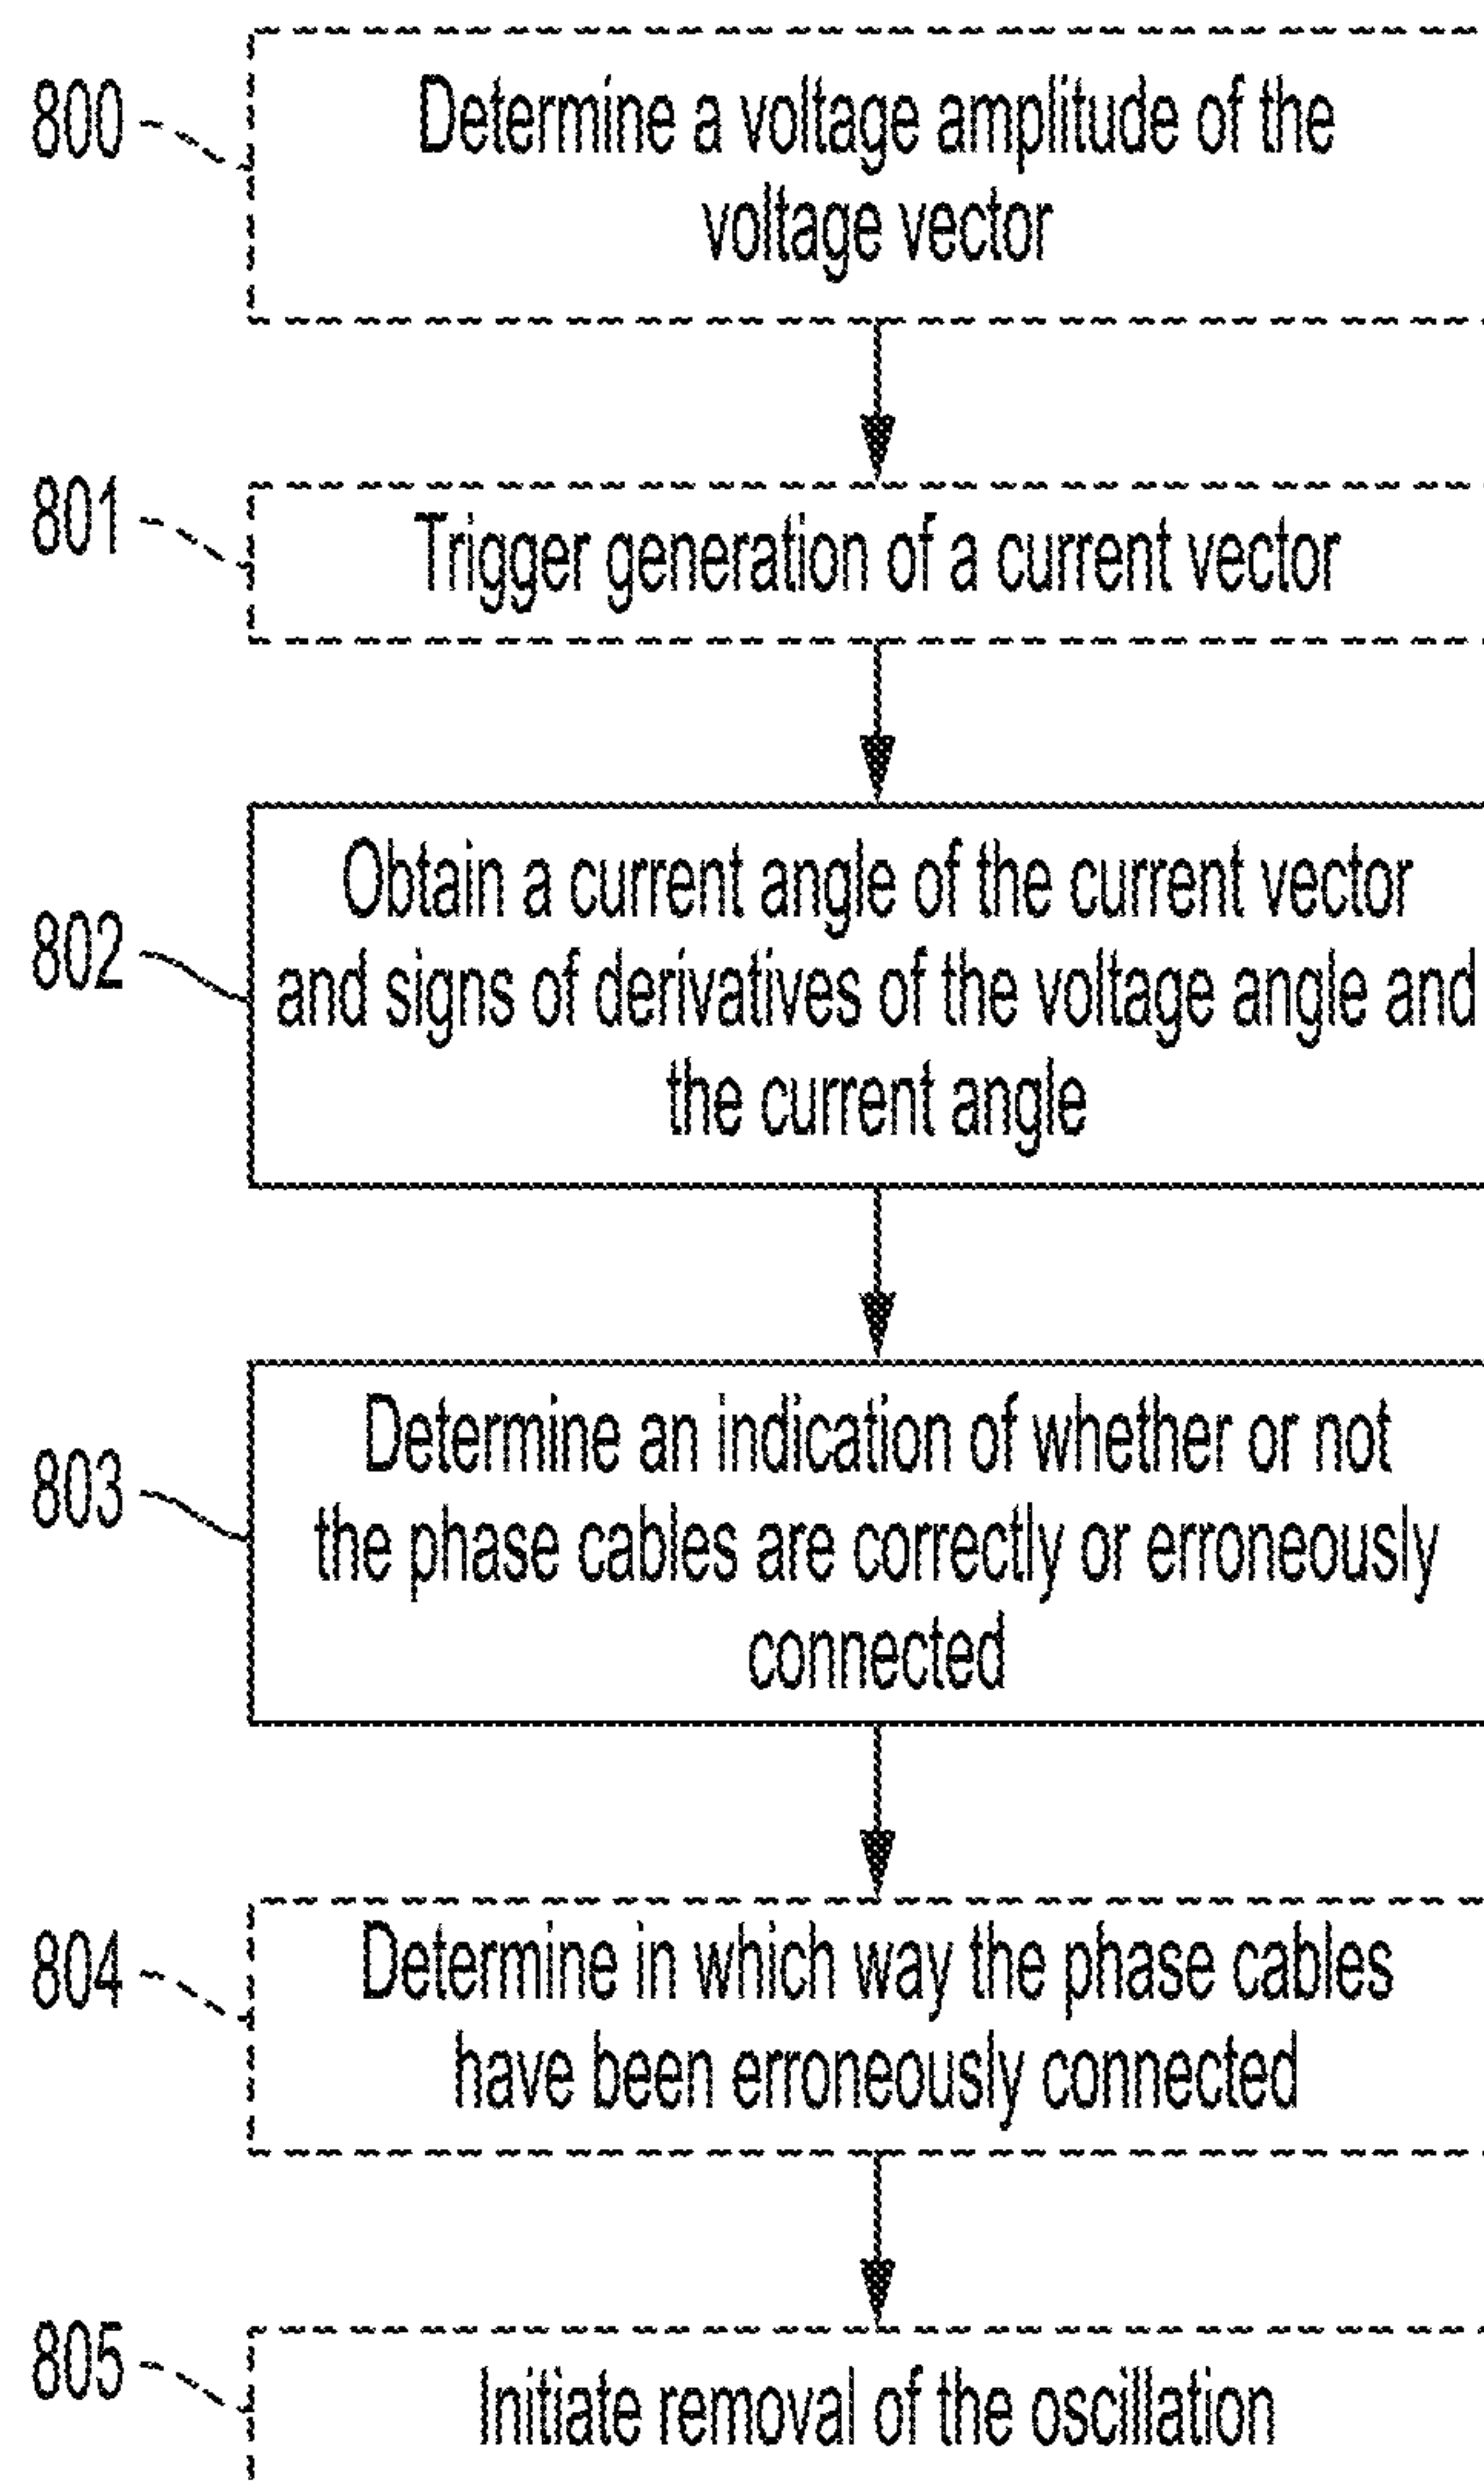 800
Determine a voltage amplitude of the
voltage vector
801
Trigger generation of a current vector
802
Obtain a current angle of the current vector
and signs of derivatives of the voltage angle and
the current angle
803
Determine an indication of whether or not
the phase cables are correctly or erroneously
connected
804
Determine in which way the phase cables
have been erroneously connected
805
Initiate removal of the oscillation